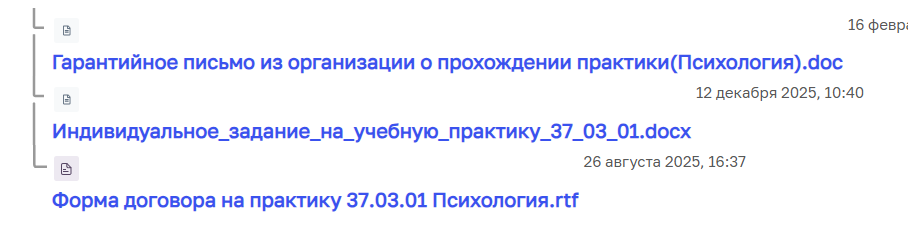 16
Гарантийное письмо из организации о прохождении практики(Психология).doc
12 декабря 2025, 10:40
Индивидуальное_задание_на_учебную_практику_37_03_01.docx
26 августа 2025, 16:37
Форма договора на практику 37.03.01 Психология.rtf